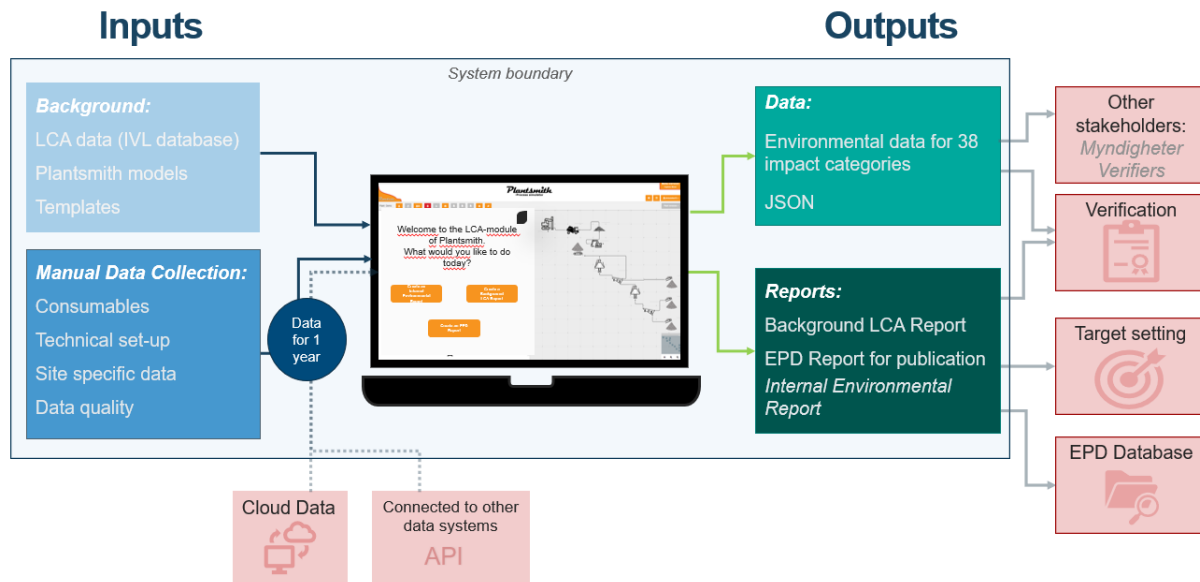 Inputs
Outputs
System boundary
Background:
LCA data (IVL database)
Plantsmith models
Templates
Manual Data Collection:
Consumables
Technical set-up
Site specific data
Data quality
Data
for 1
year
Plantsmith
Welcome to the LCA-module
of Plantsmith.
What would you like to do
today?
Data:
Environmental data for 38
impact categories
JSON
Reports:
Background LCA Report
EPD Report for publication
Internal Environmental
Report
Other
stakeholders:
Myndigheter
Verifiers
Verification
Target setting
EPD Database
Cloud Data
Connected to other
data systems
API